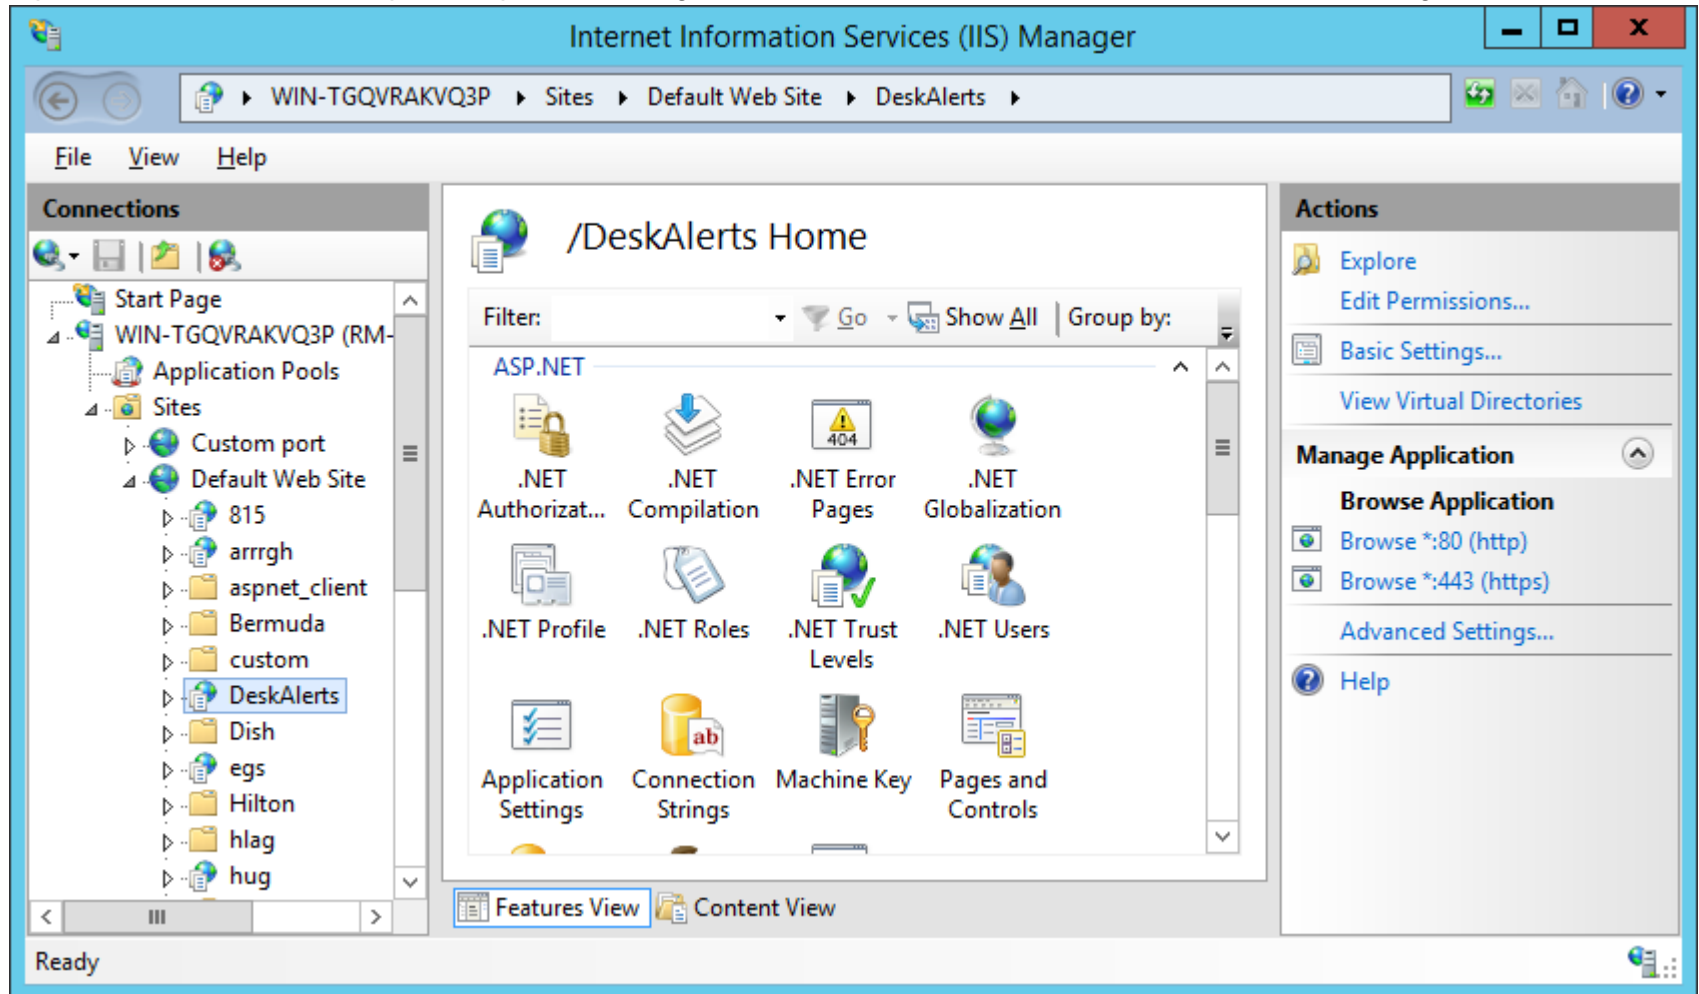 Internet Information Services (IIS) Manager
WIN-TGQVRAKVQ3P Sites Default Web Site DeskAlerts
File View Help
Connections
Start Page
WIN-TGQVRAKVQ3P (RM-
Application Pools
Sites
Custom port
Default Web Site
815
arrrgh
aspnet_client
Bermuda
custom
DeskAlerts
Dish
egs
Hilton
hlag
hug
/DeskAlerts Home
Filter: Go Show All Group by:
ASP.NET
.NET Authorizat...
.NET Compilation
.NET Error Pages
404
.NET Globalization
.NET Profile
.NET Roles
.NET Trust Levels
.NET Users
Application Settings
ab
Connection Strings
Machine Key
Pages and Controls
Features View Content View
Actions
Explore
Edit Permissions...
Basic Settings...
View Virtual Directories
Manage Application
Browse Application
Browse *:80 (http)
Browse *:443 (https)
Advanced Settings...
Help
Ready